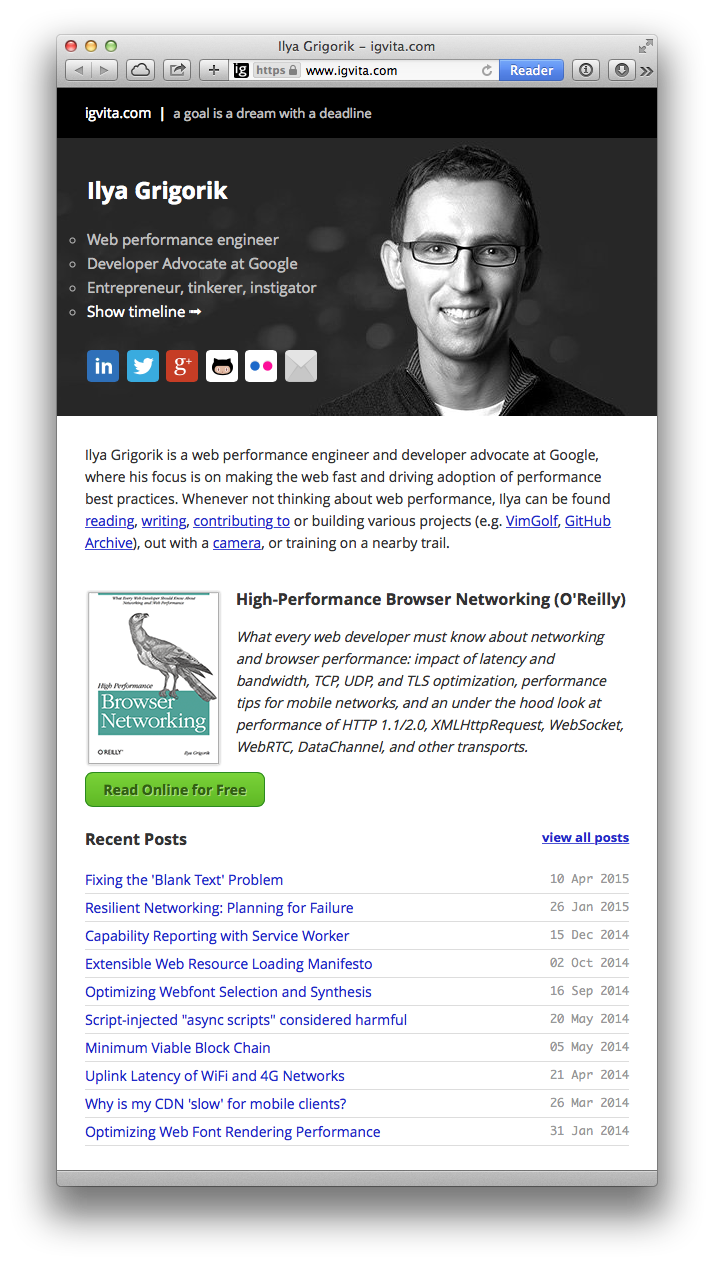 Ilya Grigorik – igvita.com
ig https www.igvita.com Reader
igvita.com | a goal is a dream with a deadline
Ilya Grigorik
Web performance engineer
Developer Advocate at Google
Entrepreneur, tinkerer, instigator
Show timeline ➞
in g+
Ilya Grigorik is a web performance engineer and developer advocate at Google,
where his focus is on making the web fast and driving adoption of performance
best practices. Whenever not thinking about web performance, Ilya can be found
reading, writing, contributing to or building various projects (e.g. VimGolf, GitHub
Archive), out with a camera, or training on a nearby trail.
What Every Web Developer Should Know About
Networking and Web Performance
High Performance
Browser
Networking
O'REILLY
Ilya Grigorik
High-Performance Browser Networking (O'Reilly)
What every web developer must know about networking
and browser performance: impact of latency and
bandwidth, TCP, UDP, and TLS optimization, performance
tips for mobile networks, and an under the hood look at
performance of HTTP 1.1/2.0, XMLHttpRequest, WebSocket,
WebRTC, DataChannel, and other transports.
Read Online for Free
Recent Posts view all posts
Fixing the 'Blank Text' Problem 10 Apr 2015
Resilient Networking: Planning for Failure 26 Jan 2015
Capability Reporting with Service Worker 15 Dec 2014
Extensible Web Resource Loading Manifesto 02 Oct 2014
Optimizing Webfont Selection and Synthesis 16 Sep 2014
Script-injected "async scripts" considered harmful 20 May 2014
Minimum Viable Block Chain 05 May 2014
Uplink Latency of WiFi and 4G Networks 21 Apr 2014
Why is my CDN 'slow' for mobile clients? 26 Mar 2014
Optimizing Web Font Rendering Performance 31 Jan 2014